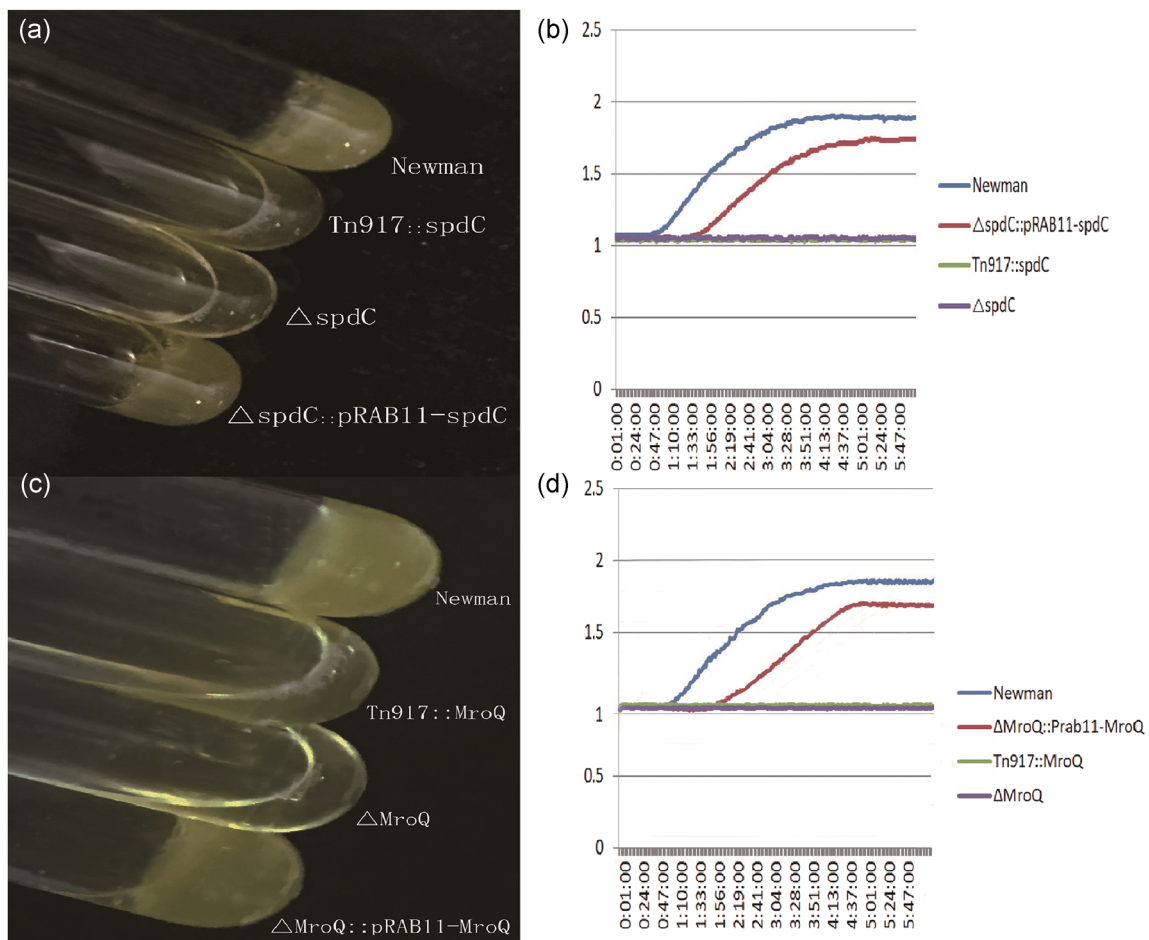 (a)
Newman
Tn917::spdC
△spdC
△spdC::pRAB11-spdC
(b)
2.5
2
1.5
1
0.5
0
0:01:00
0:24:00
0:47:00
1:10:00
1:33:00
1:56:00
2:19:00
2:41:00
3:04:00
3:28:00
3:51:00
4:13:00
4:37:00
5:01:00
5:24:00
5:47:00
Newman
ΔspdC::pRAB11-spdC
Tn917::spdC
ΔspdC
(c)
Newman
Tn917::MroQ
△MroQ
△MroQ::pRAB11-MroQ
(d)
2.5
2
1.5
1
0.5
0
0:01:00
0:24:00
0:47:00
1:10:00
1:33:00
1:56:00
2:19:00
2:41:00
3:04:00
3:28:00
3:51:00
4:13:00
4:37:00
5:01:00
5:24:00
5:47:00
Newman
ΔMroQ::Prab11-MroQ
Tn917::MroQ
ΔMroQ